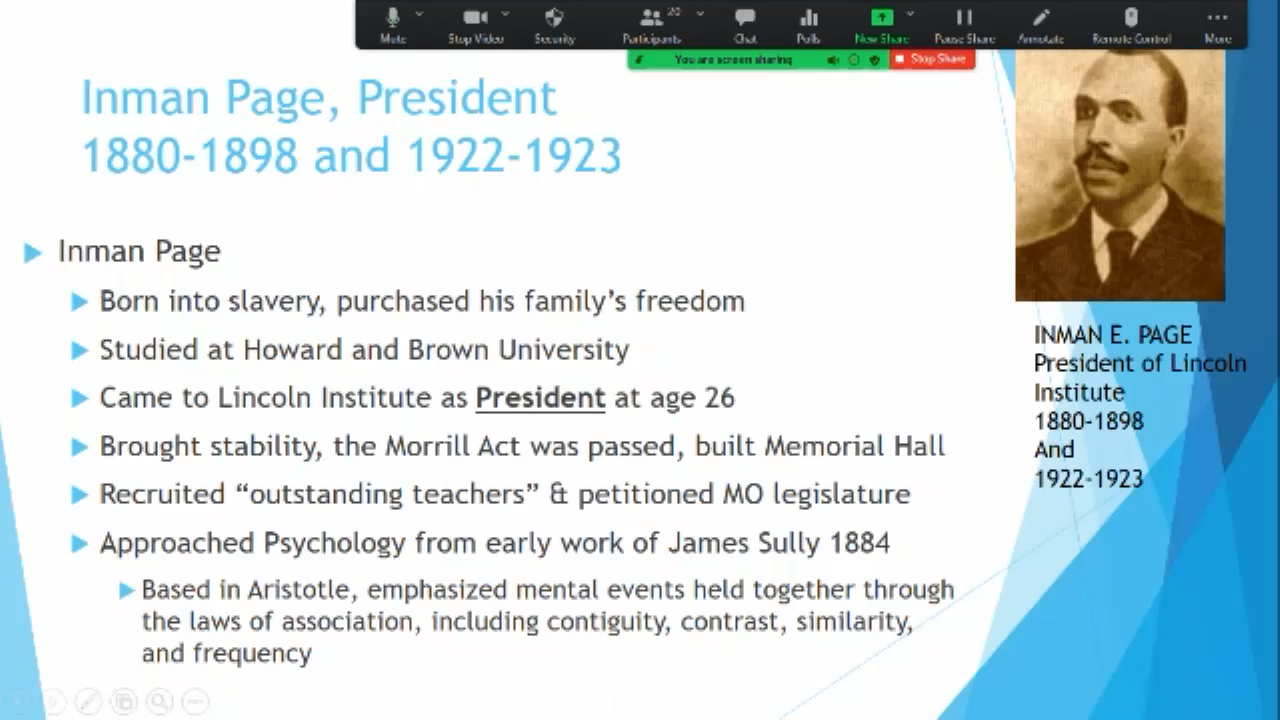 Mute
Stop Video
Security
20
Participants
Chat
Polls
New Share
Pause Share
Annotate
Remote Control
More
You are screen sharing
Stop Share
Inman Page, President
1880-1898 and 1922-1923
Inman Page
Born into slavery, purchased his family’s freedom
Studied at Howard and Brown University
Came to Lincoln Institute as President at age 26
Brought stability, the Morrill Act was passed, built Memorial Hall
Recruited “outstanding teachers” & petitioned MO legislature
Approached Psychology from early work of James Sully 1884
Based in Aristotle, emphasized mental events held together through
the laws of association, including contiguity, contrast, similarity,
and frequency
INMAN E. PAGE
President of Lincoln
Institute
1880-1898
And
1922-1923